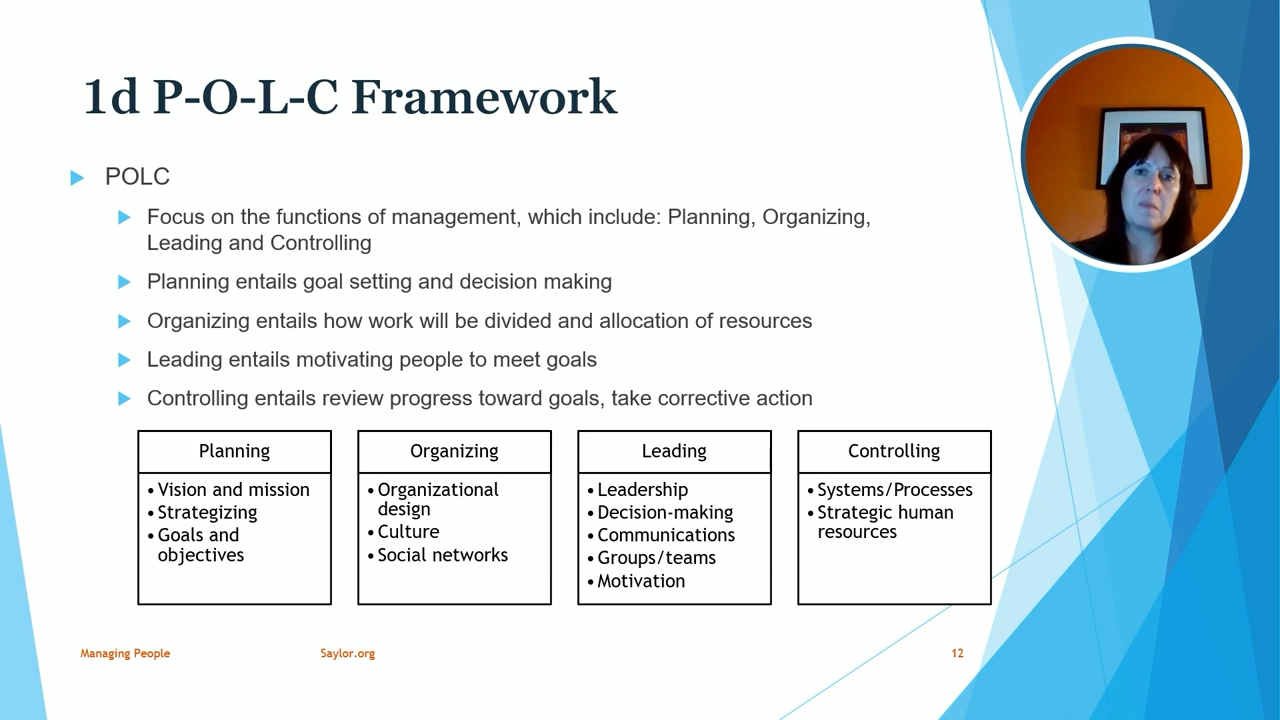 1d P-O-L-C Framework
POLC
Focus on the functions of management, which include: Planning, Organizing,
Leading and Controlling
Planning entails goal setting and decision making
Organizing entails how work will be divided and allocation of resources
Leading entails motivating people to meet goals
Controlling entails review progress toward goals, take corrective action
Planning
• Vision and mission
• Strategizing
• Goals and
objectives
Organizing
• Organizational
design
• Culture
• Social networks
Leading
• Leadership
• Decision-making
• Communications
• Groups/teams
• Motivation
Controlling
• Systems/Processes
• Strategic human
resources
Managing People
Saylor.org
12